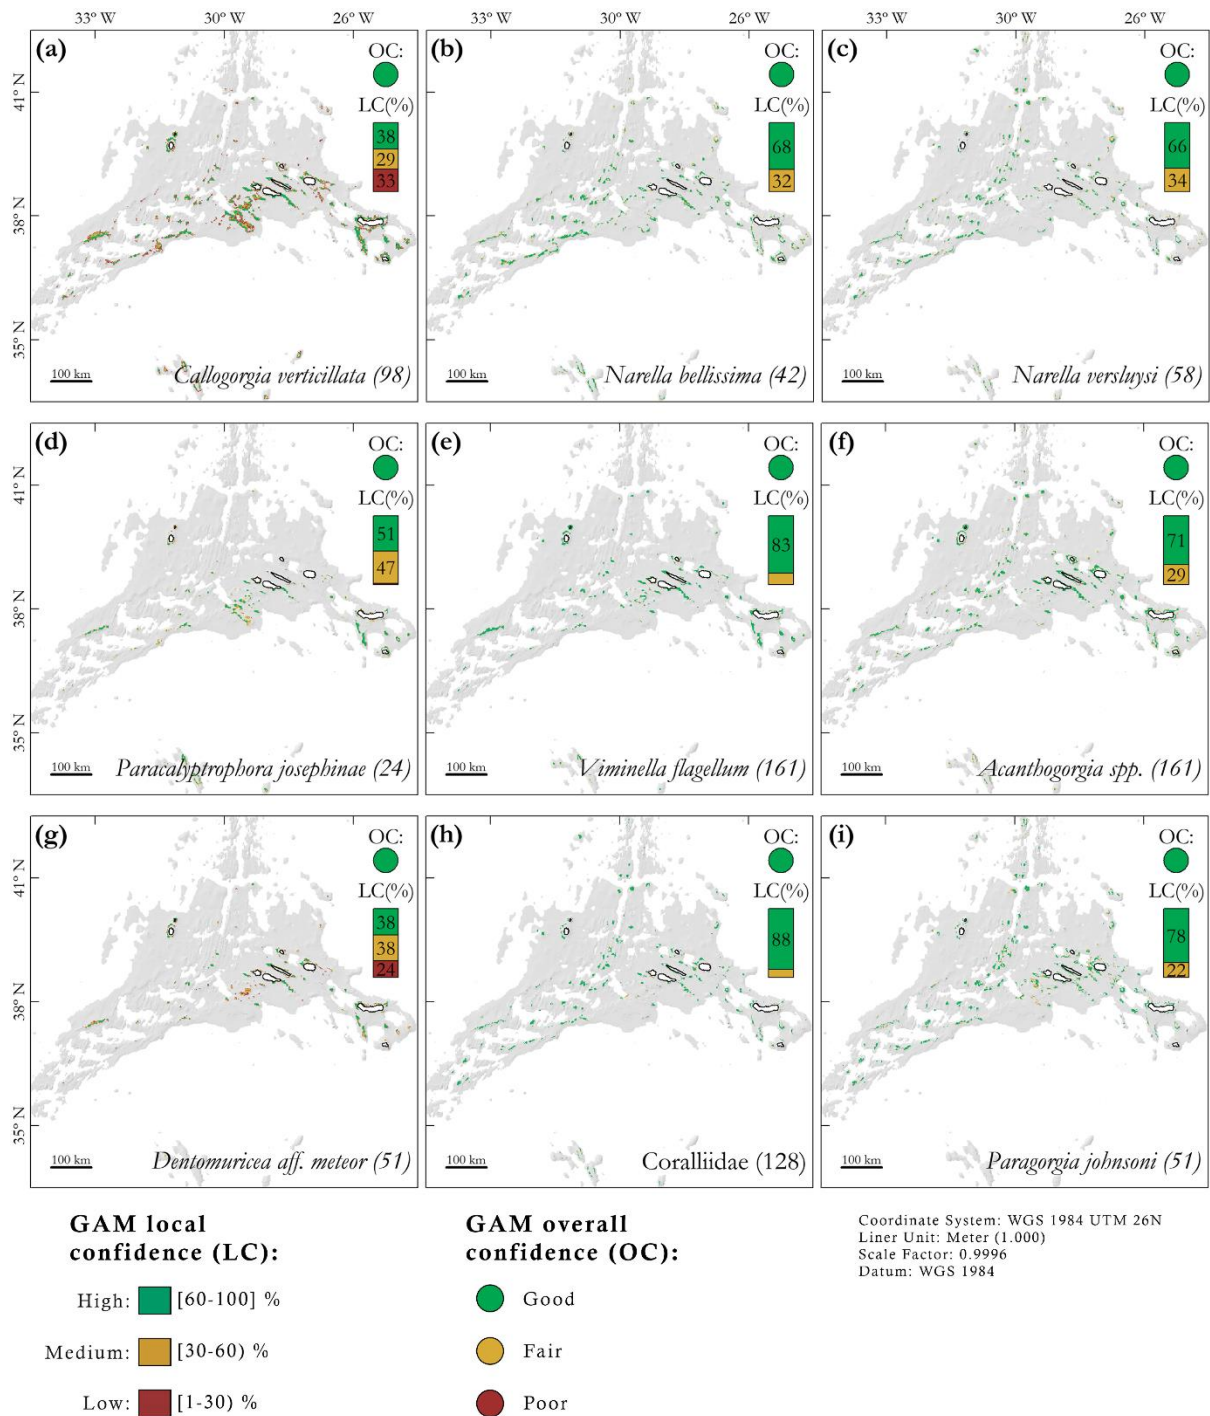 33° W 30° W 26° W 33° W 30° W 26° W 33° W 30° W 26° W
(a) OC: LC(%) 38 29 33
41° N
38° N
35° N
100 km Callogorgia verticillata (98)
(b) OC: LC(%) 68 32
100 km Narella bellissima (42)
(c) OC: LC(%) 66 34
100 km Narella versluysi (58)
(d) OC: LC(%) 51 47
41° N
38° N
35° N
100 km Paracalyptrophora josephinae (24)
(e) OC: LC(%) 83
100 km Viminella flagellum (161)
(f) OC: LC(%) 71 29
100 km Acanthogorgia spp. (161)
(g) OC: LC(%) 38 38 24
41° N
38° N
35° N
100 km Dentomuricea aff. meteor (51)
(h) OC: LC(%) 88
100 km Coralliidae (128)
(i) OC: LC(%) 78 22
100 km Paragorgia johnsoni (51)
GAM local
confidence (LC):
High: [60-100] %
Medium: [30-60) %
Low: [1-30) %
GAM overall
confidence (OC):
Good
Fair
Poor
Coordinate System: WGS 1984 UTM 26N
Liner Unit: Meter (1.000)
Scale Factor: 0.9996
Datum: WGS 1984